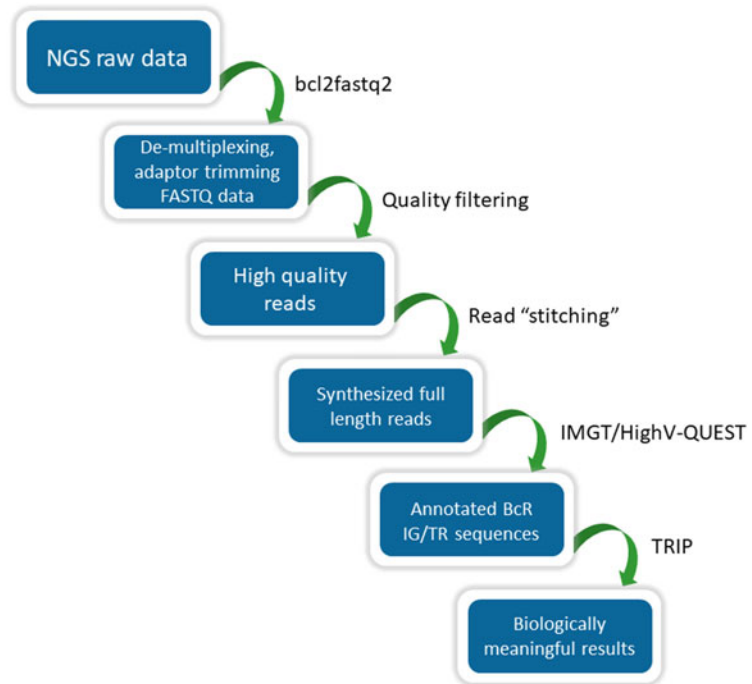 NGS raw data
bcl2fastq2
De-multiplexing,
adaptor trimming
FASTQ data
Quality filtering
High quality
reads
Read “stitching”
Synthesized full
length reads
IMGT/HighV-QUEST
Annotated BcR
IG/TR sequences
TRIP
Biologically
meaningful results